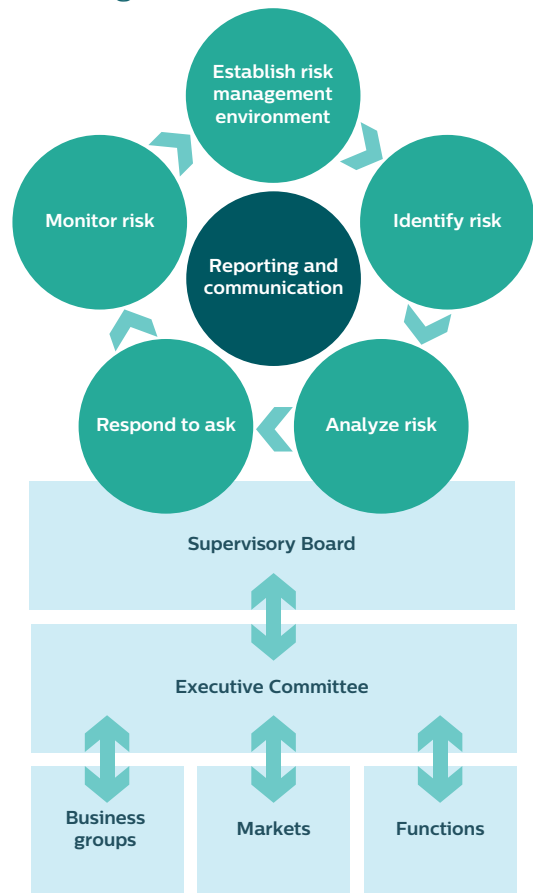 Establish risk
management
environment
Monitor risk
Identify risk
Reporting and
communication
Respond to ask
Analyze risk
Supervisory Board
Executive Committee
Business
groups
Markets
Functions